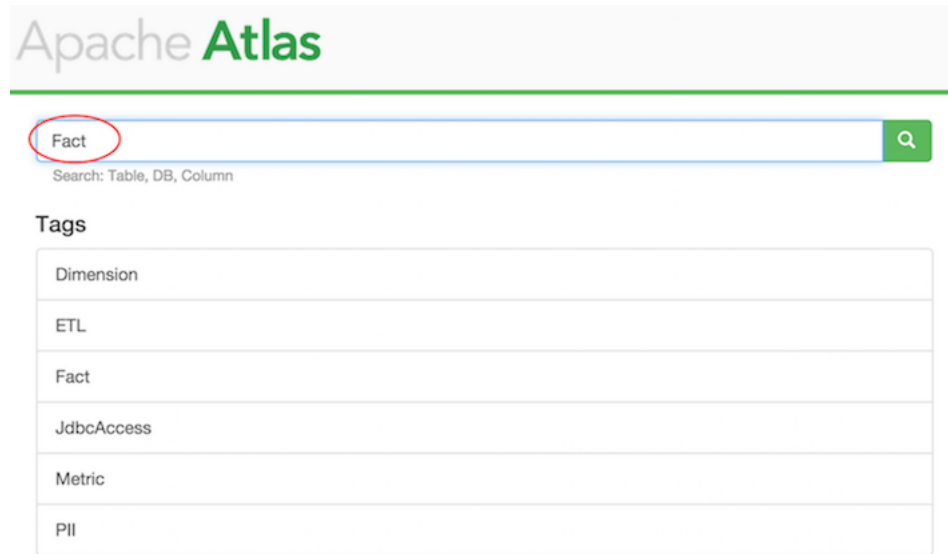 Apache Atlas
Fact
Search: Table, DB, Column
Tags
Dimension
ETL
Fact
JdbcAccess
Metric
PII